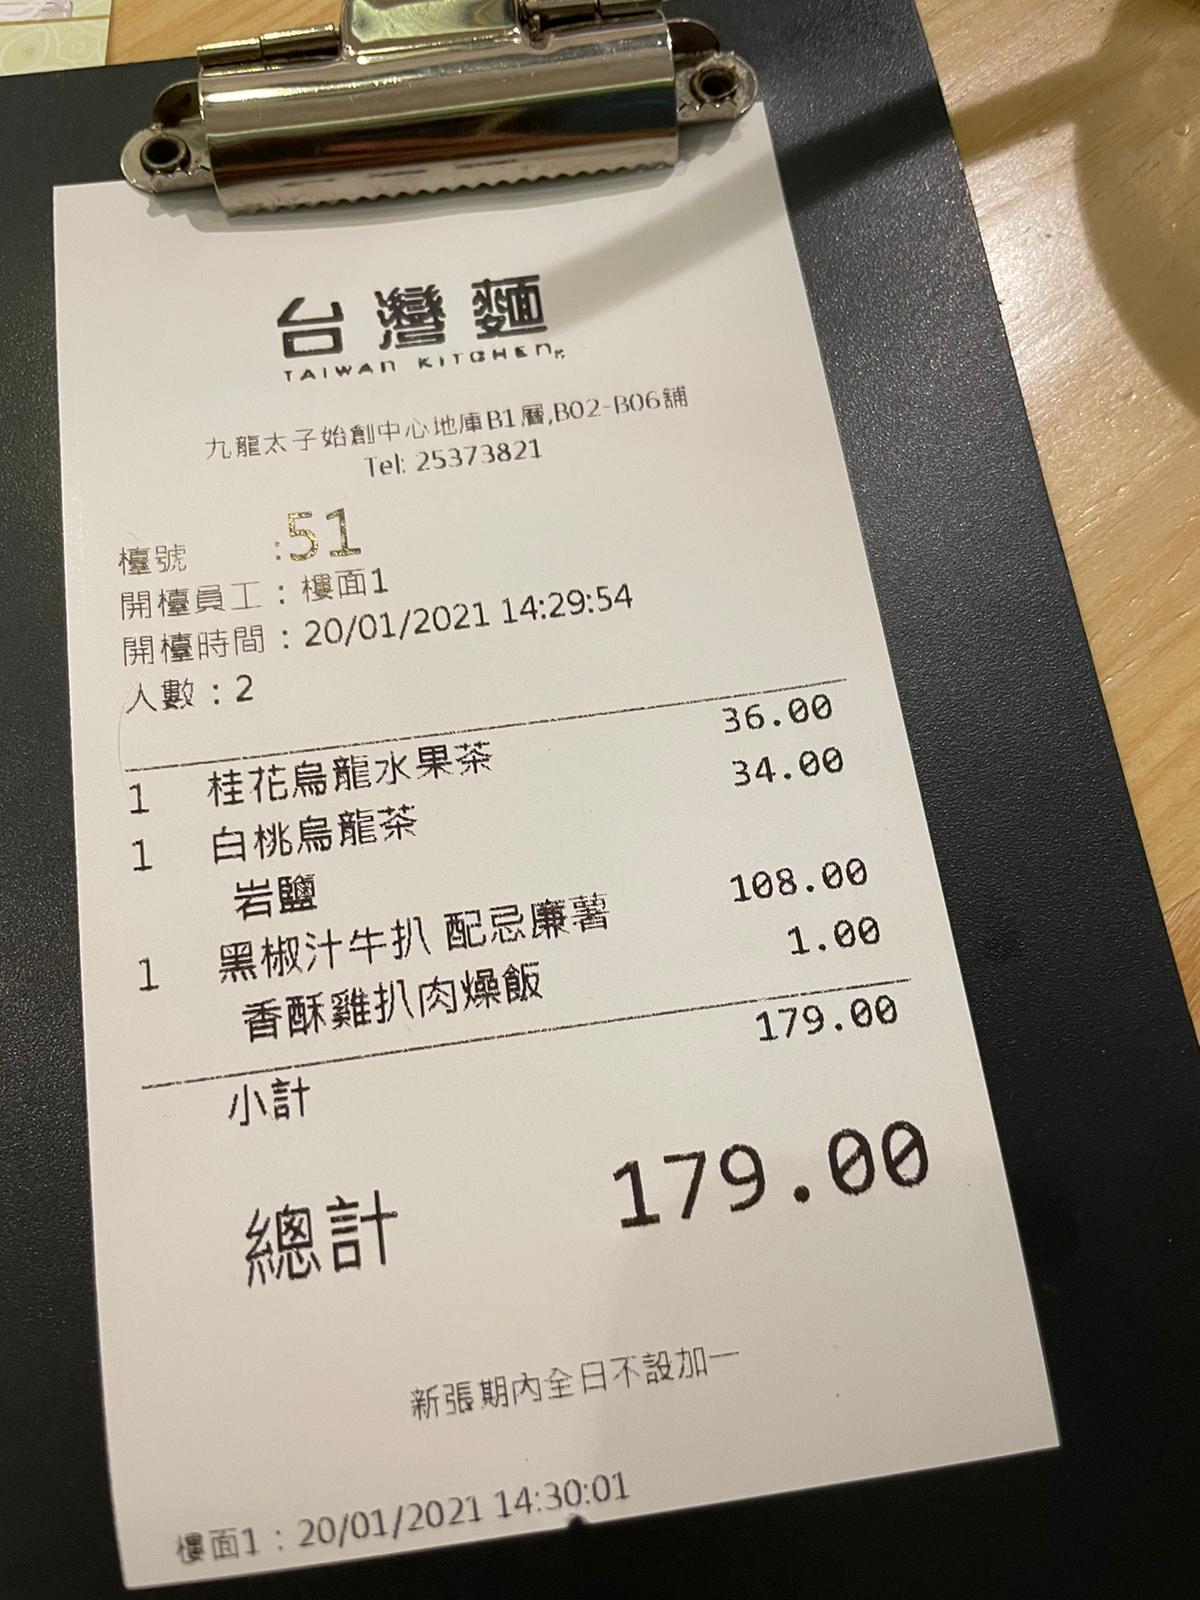 台灣麵
TAIWAN KITCHEN
九龍太子始創中心地庫B1層,B02-B06舖
Tel: 25373821
檯號 :51
開檯員工：樓面1
開檯時間：20/01/2021 14:29:54
人數：2
1 桂花烏龍水果茶 36.00
1 白桃烏龍茶 34.00
岩鹽
1 黑椒汁牛扒 配忌廉薯 108.00
香酥雞扒肉燥飯 1.00
小計 179.00
總計 179.00
新張期內全日不設加一
樓面1：20/01/2021 14:30:01